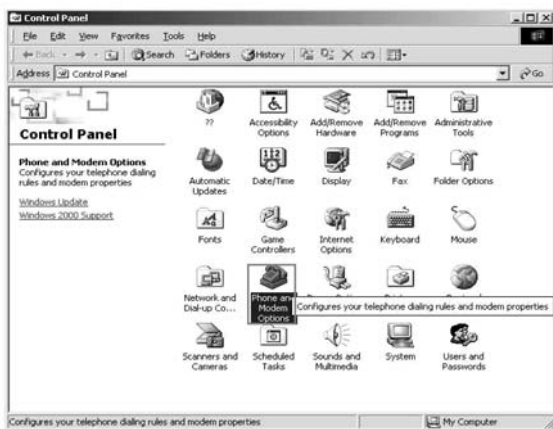 Control Panel
File Edit View Favorites Tools Help
Back Search Folders History
Address Control Panel Go
Control Panel
Phone and Modem Options
Configures your telephone dialing
rules and modem properties
Windows Update
Windows 2000 Support
??
Accessibility
Options
Add/Remove
Hardware
Add/Remove
Programs
Administrative
Tools
Automatic
Updates
Date/Time
Display
Fax
Folder Options
Fonts
Game
Controllers
Internet
Options
Keyboard
Mouse
Network and
Dial-up Co...
Phone and
Modem
Options
Configures your telephone dialing rules and modem properties
Scanners and
Cameras
Scheduled
Tasks
Sounds and
Multimedia
System
Users and
Passwords
Configures your telephone dialing rules and modem properties My Computer